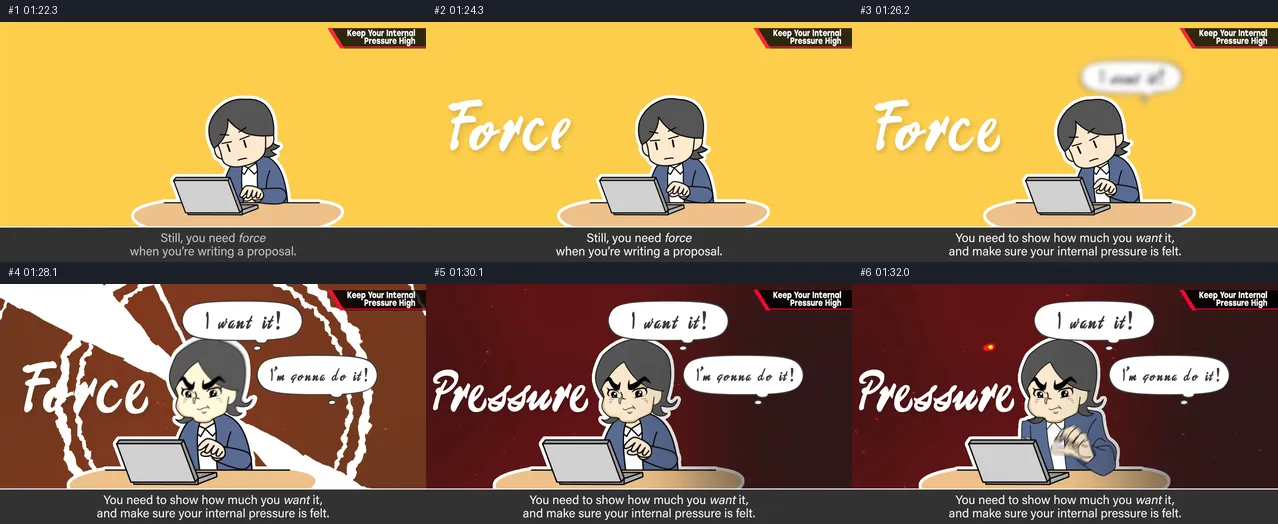 #1 01:22.3
Keep Your Internal
Pressure High
Still, you need force
when you're writing a proposal.
#2 01:24.3
Keep Your Internal
Pressure High
Force
Still, you need force
when you're writing a proposal.
#3 01:26.2
Keep Your Internal
Pressure High
I want it!
Force
You need to show how much you want it,
and make sure your internal pressure is felt.
#4 01:28.1
Keep Your Internal
Pressure High
I want it!
I'm gonna do it!
Force
You need to show how much you want it,
and make sure your internal pressure is felt.
#5 01:30.1
Keep Your Internal
Pressure High
I want it!
I'm gonna do it!
Pressure
You need to show how much you want it,
and make sure your internal pressure is felt.
#6 01:32.0
Keep Your Internal
Pressure High
I want it!
I'm gonna do it!
Pressure
You need to show how much you want it,
and make sure your internal pressure is felt.